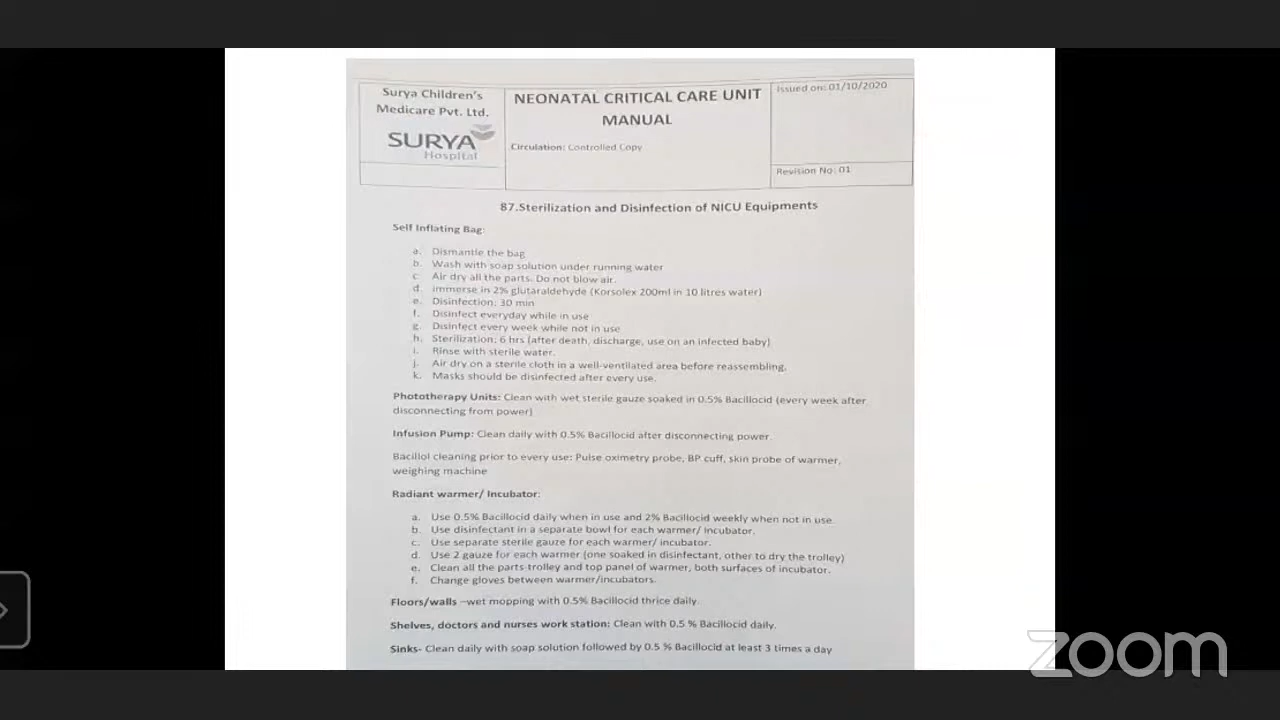 Surya Children's
Medicare Pvt. Ltd.
SURYA
Hospital
NEONATAL CRITICAL CARE UNIT
MANUAL
Circulation: Controlled Copy
Issued on: 01/10/2020
Revision No: 01
87.Sterilization and Disinfection of NICU Equipments
Self Inflating Bag:
a. Dismantle the bag
b. Wash with soap solution under running water
c. Air dry all the parts. Do not blow air.
d. immerse in 2% glutaraldehyde (Korsolex 200ml in 10 litres water)
e. Disinfection: 30 min
f. Disinfect everyday while in use
g. Disinfect every week while not in use
h. Sterilization: 6 hrs (after death, discharge, use on an infected baby)
i. Rinse with sterile water.
j. Air dry on a sterile cloth in a well-ventilated area before reassembling.
k. Masks should be disinfected after every use.
Phototherapy Units: Clean with wet sterile gauze soaked in 0.5% Bacillocid (every week after
disconnecting from power)
Infusion Pump: Clean daily with 0.5% Bacillocid after disconnecting power.
Bacillol cleaning prior to every use: Pulse oximetry probe, BP cuff, skin probe of warmer,
weighing machine
Radiant warmer/ Incubator:
a. Use 0.5% Bacillocid daily when in use and 2% Bacillocid weekly when not in use.
b. Use disinfectant in a separate bowl for each warmer/ incubator.
c. Use separate sterile gauze for each warmer/ incubator.
d. Use 2 gauze for each warmer (one soaked in disinfectant, other to dry the trolley)
e. Clean all the parts-trolley and top panel of warmer, both surfaces of incubator.
f. Change gloves between warmer/incubators.
Floors/walls –wet mopping with 0.5% Bacillocid thrice daily.
Shelves, doctors and nurses work station: Clean with 0.5 % Bacillocid daily.
Sinks- Clean daily with soap solution followed by 0.5 % Bacillocid at least 3 times a day
zoom